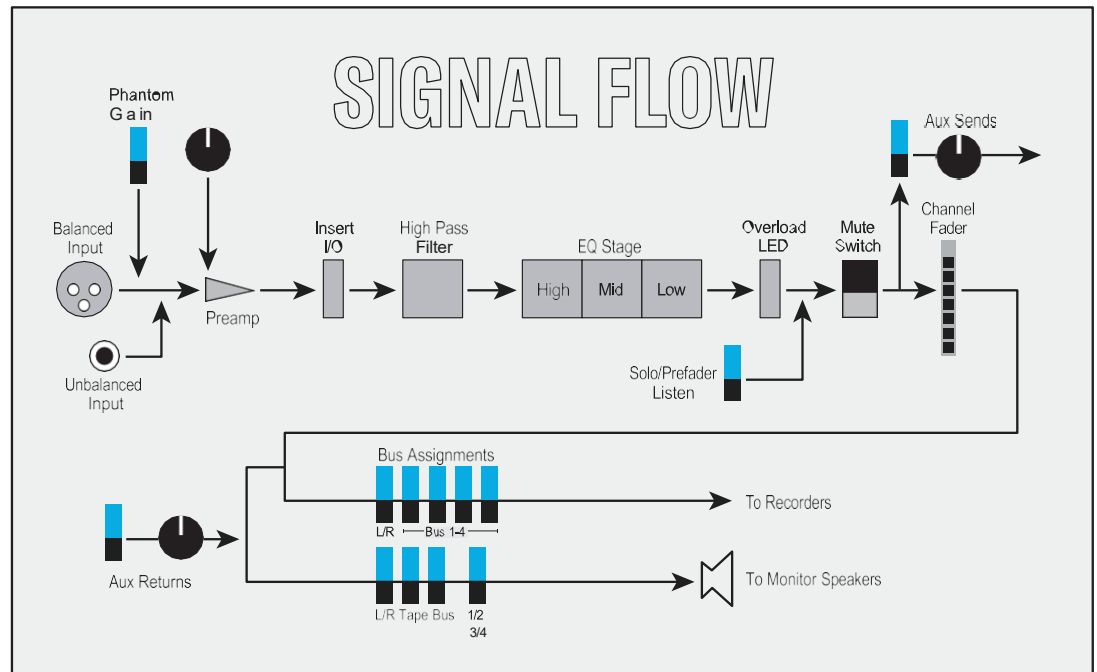 SIGNAL FLOW
Phantom
Gain
Aux Sends
Balanced
Input
Insert
I/O
High Pass
Filter
EQ Stage
Overload
LED
Mute
Switch
Channel
Fader
High
Mid
Low
Preamp
Unbalanced
Input
Solo/Prefader
Listen
Bus Assignments
To Recorders
L/R
Bus 1-4
Aux Returns
To Monitor Speakers
L/R Tape Bus
1/2
3/4